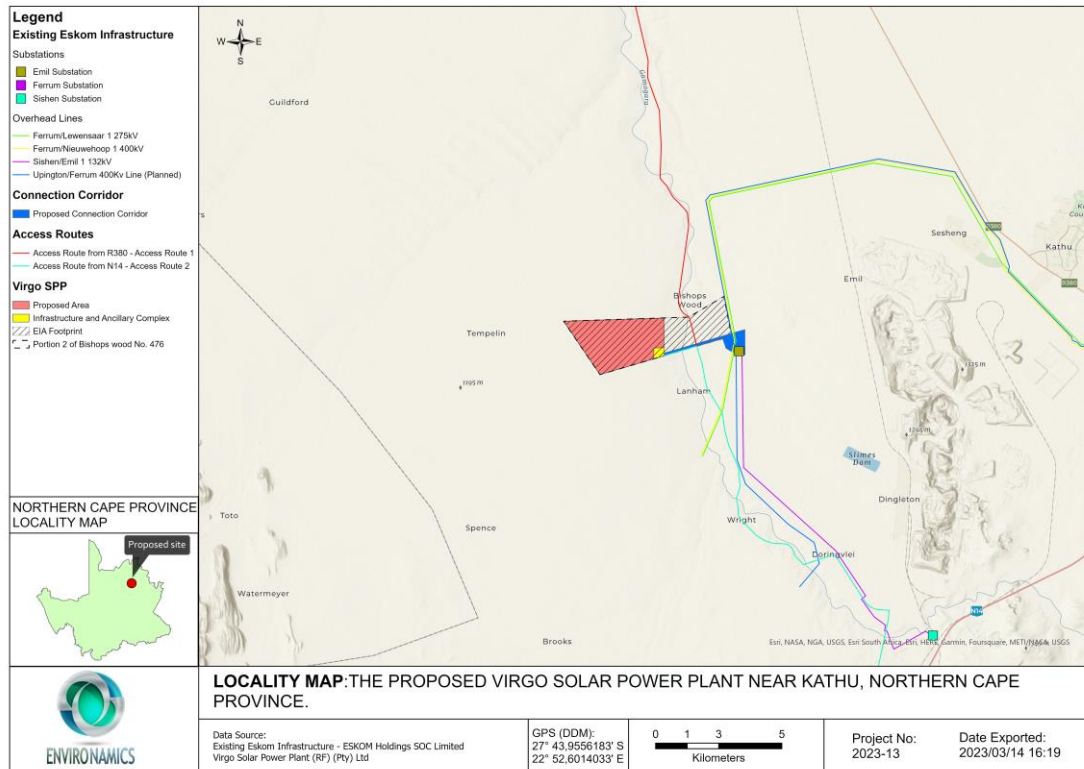 Legend
Existing Eskom Infrastructure
Substations
Emil Substation
Ferrum Substation
Sishen Substation
Overhead Lines
Ferrum/Lewensaar 1 275kV
Ferrum/Nieuwehoop 1 400kV
Sishen/Emil 1 132kV
Upington/Ferrum 400Kv Line (Planned)
Connection Corridor
Proposed Connection Corridor
Access Routes
Access Route from R380 - Access Route 1
Access Route from N14 - Access Route 2
Virgo SPP
Proposed Area
Infrastructure and Ancillary Complex
EIA Footprint
Portion 2 of Bishops wood No. 476
NORTHERN CAPE PROVINCE
LOCALITY MAP
Proposed site
N
W E
S
Guildford
Gamagara
Sesheng
R380
Kathu
R380
Emil
Bishops
Wood
Tempelin
1195 m
Lanham
Slimes
Dam
Dingleton
Toto
Spence
Wright
Doringvlei
Watermeyer
Brooks
N14
Esri, NASA, NGA, USGS, Esri South Africa, Esri, HERE, Garmin, Foursquare, METI/NASA, USGS
ENVIRONAMICS
LOCALITY MAP:THE PROPOSED VIRGO SOLAR POWER PLANT NEAR KATHU, NORTHERN CAPE
PROVINCE.
Data Source:
Existing Eskom Infrastructure - ESKOM Holdings SOC Limited
Virgo Solar Power Plant (RF) (Pty) Ltd
GPS (DDM):
27° 43,9556183' S
22° 52,6014033' E
0 1 3 5
Kilometers
Project No:
2023-13
Date Exported:
2023/03/14 16:19